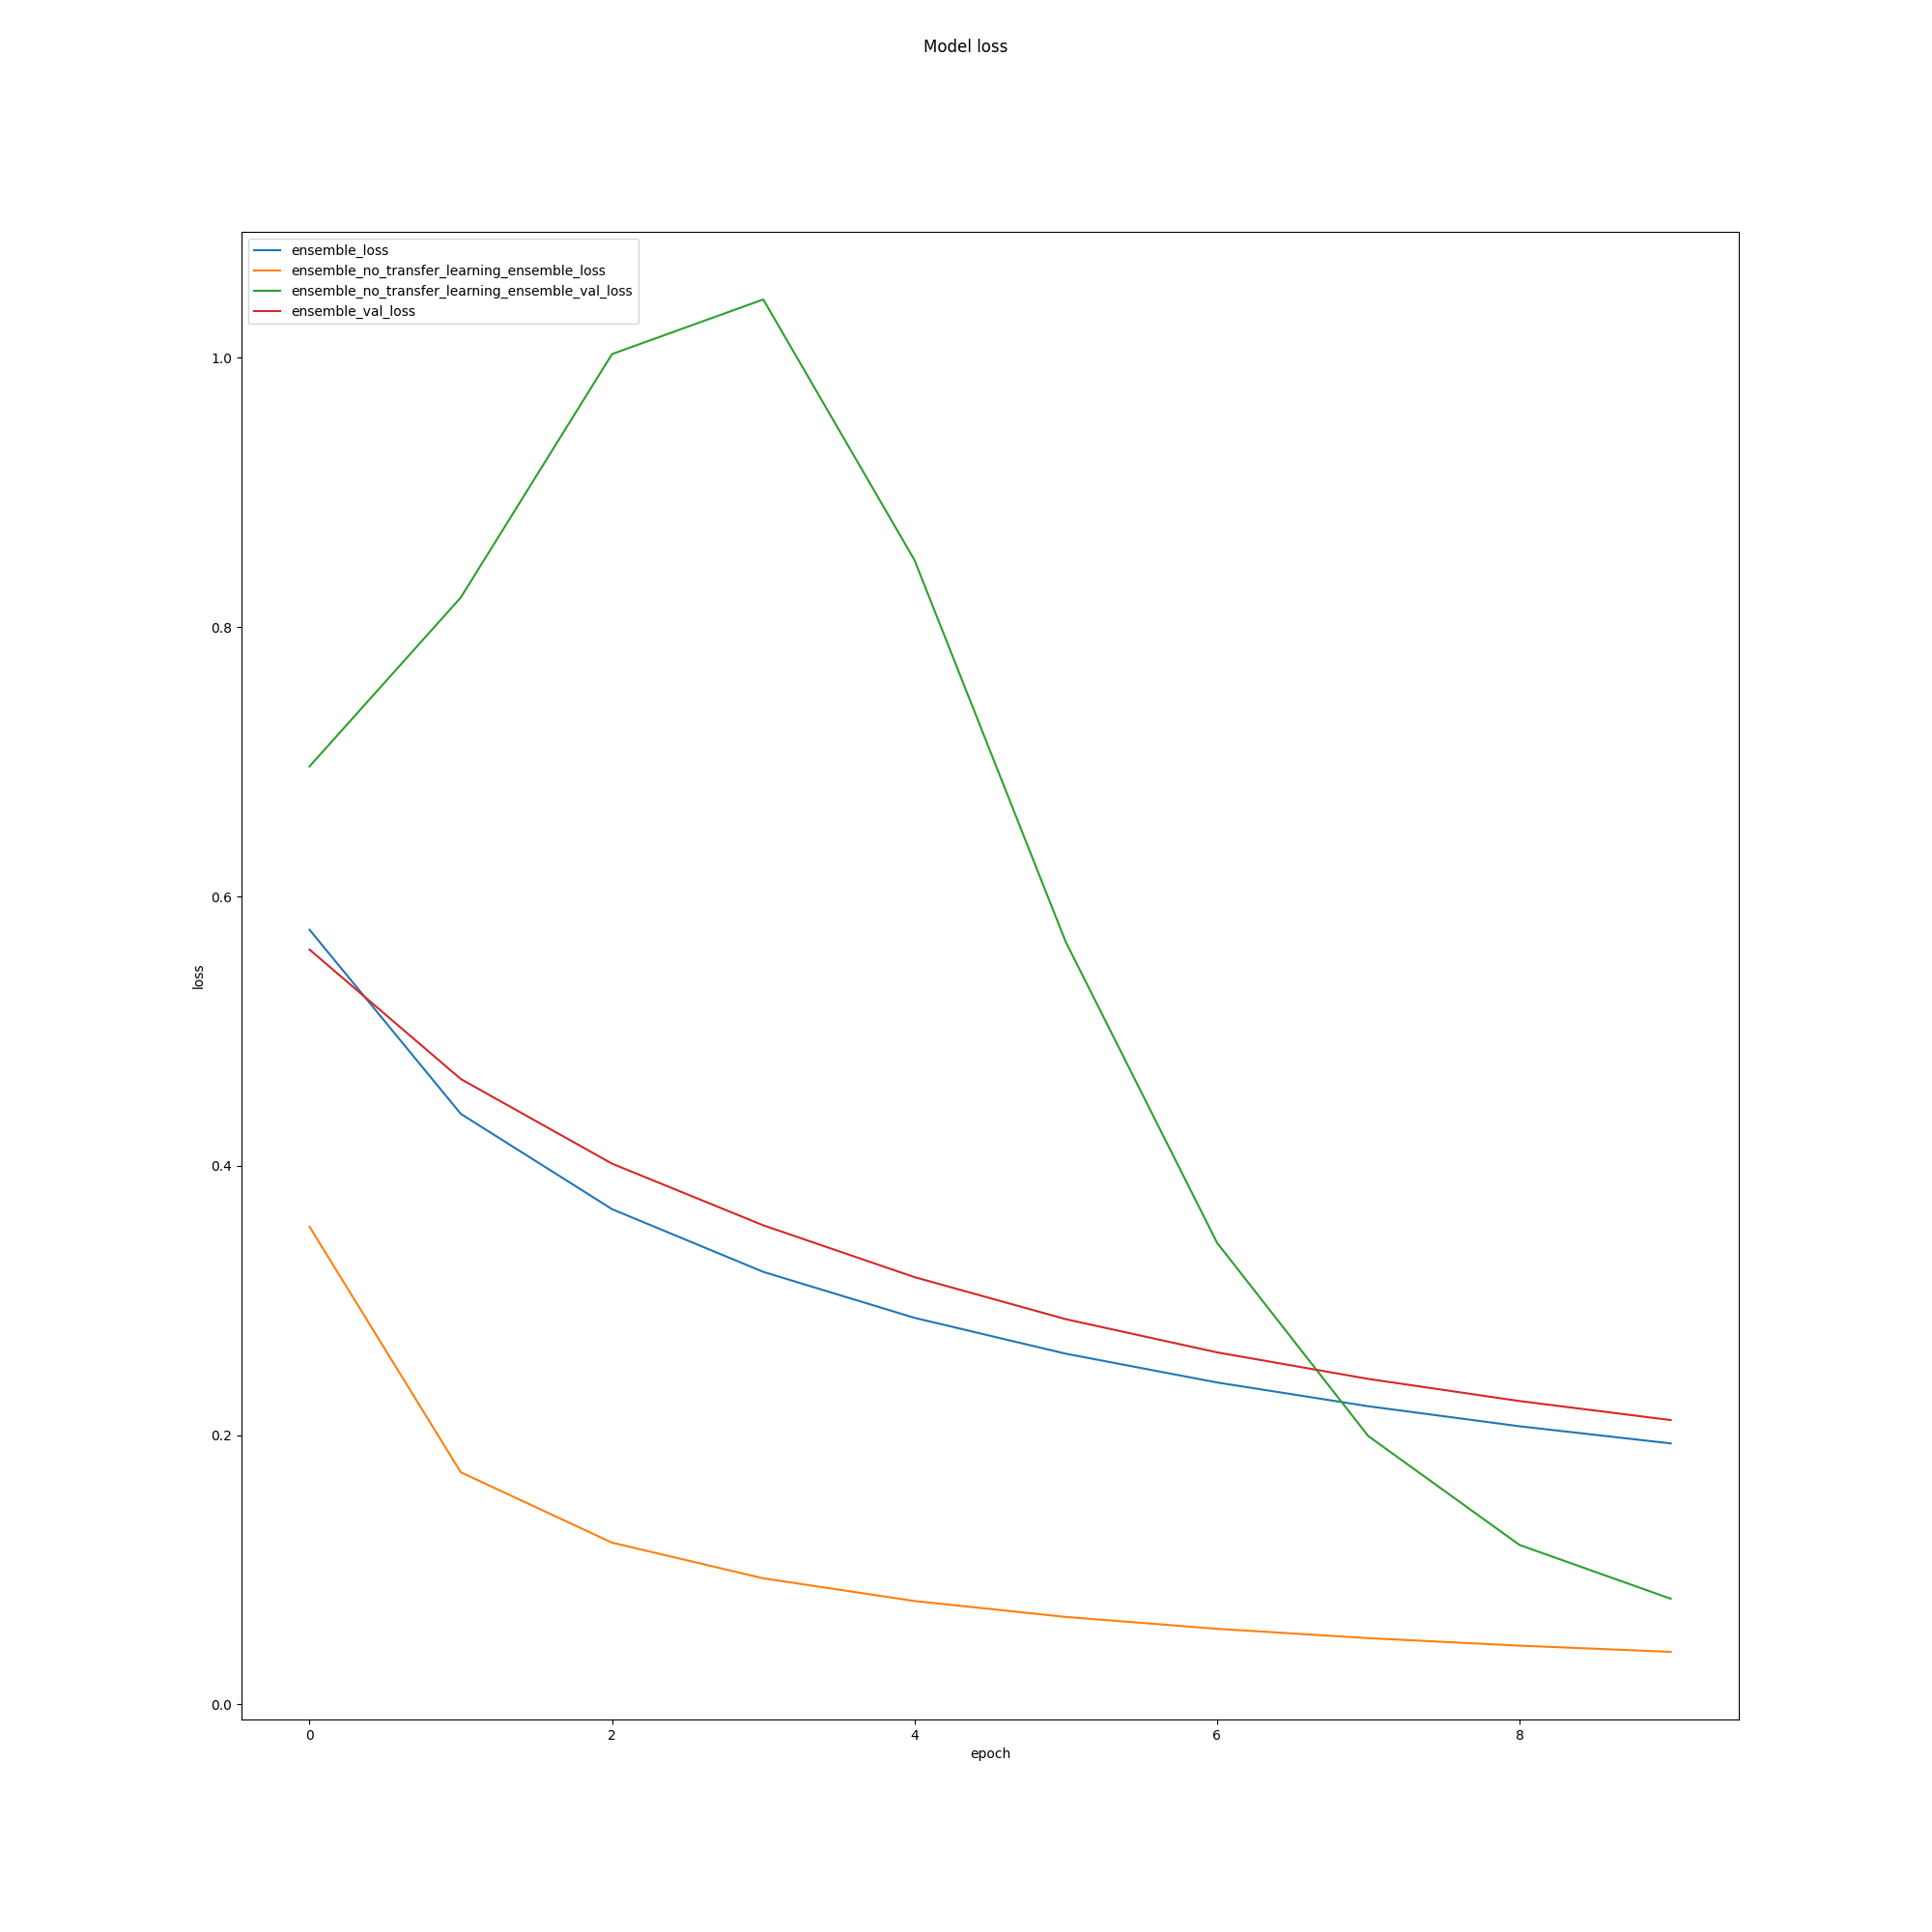 Model loss
ensemble_loss
ensemble_no_transfer_learning_ensemble_loss
ensemble_no_transfer_learning_ensemble_val_loss
ensemble_val_loss
1.0
0.8
0.6
loss
0.4
0.2
0.0
0 2 4 6 8
epoch